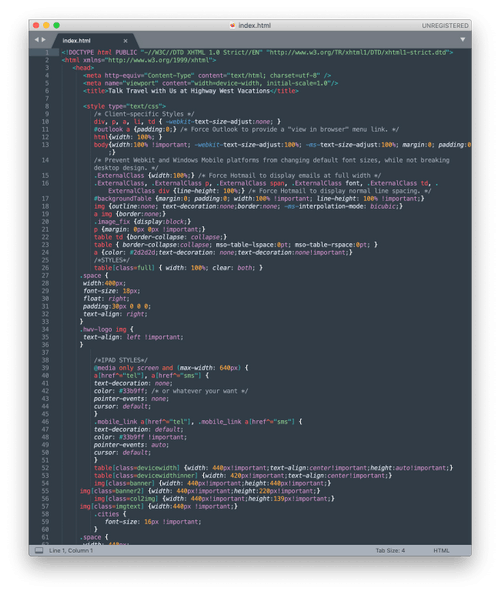 index.html
UNREGISTERED
index.html
1 <!DOCTYPE html PUBLIC "-//W3C//DTD XHTML 1.0 Strict//EN" "http://www.w3.org/TR/xhtml1/DTD/xhtml1-strict.dtd">
2 <html xmlns="http://www.w3.org/1999/xhtml">
3 <head>
4 <meta http-equiv="Content-Type" content="text/html; charset=utf-8" />
5 <meta name="viewport" content="width=device-width, initial-scale=1.0"/>
6 <title>Talk Travel with Us at Highway West Vacations</title>
7
8 <style type="text/css">
9 /* Client-specific Styles */
10 div, p, a, li, td { -webkit-text-size-adjust:none; }
11 #outlook a {padding:0;} /* Force Outlook to provide a "view in browser" menu link. */
12 html{width: 100%; }
13 body{width:100% !important; -webkit-text-size-adjust:100%; -ms-text-size-adjust:100%; margin:0; padding:0
;}
14 /* Prevent Webkit and Windows Mobile platforms from changing default font sizes, while not breaking
desktop design. */
15 .ExternalClass {width:100%;} /* Force Hotmail to display emails at full width */
16 .ExternalClass, .ExternalClass p, .ExternalClass span, .ExternalClass font, .ExternalClass td, .
ExternalClass div {line-height: 100%;} /* Force Hotmail to display normal line spacing. */
17 #backgroundTable {margin:0; padding:0; width:100% !important; line-height: 100% !important;}
18 img {outline:none; text-decoration:none;border:none; -ms-interpolation-mode: bicubic;}
19 a img {border:none;}
20 .image_fix {display:block;}
21 p {margin: 0px 0px !important;}
22 table td {border-collapse: collapse;}
23 table { border-collapse:collapse; mso-table-lspace:0pt; mso-table-rspace:0pt; }
24 a {color: #2d2d2d;text-decoration: none;text-decoration:none!important;}
25 /*STYLES*/
26 table[class=full] { width: 100%; clear: both; }
27 .space {
28 width:400px;
29 font-size: 18px;
30 float: right;
31 padding:30px 0 0 0;
32 text-align: right;
33 }
34 .hwv-logo img {
35 text-align: left !important;
36 }
37
38 /*IPAD STYLES*/
39 @media only screen and (max-width: 640px) {
40 a[href^="tel"], a[href^="sms"] {
41 text-decoration: none;
42 color: #33b9ff; /* or whatever your want */
43 pointer-events: none;
44 cursor: default;
45 }
46 .mobile_link a[href^="tel"], .mobile_link a[href^="sms"] {
47 text-decoration: default;
48 color: #33b9ff !important;
49 pointer-events: auto;
50 cursor: default;
51 }
52 table[class=devicewidth] {width: 440px!important;text-align:center!important;height:auto!important;}
53 table[class=devicewidthinner] {width: 420px!important;text-align:center!important;}
54 img[class=banner] {width: 440px!important;height:440px!important;}
55 img[class=banner2] {width: 440px!important;height:220px!important;}
56 img[class=col2img] {width: 440px!important;height:139px!important;}
57 img[class=imgtext] {width:440px !important;}
58 .cities {
59 font-size: 16px !important;
60 }
61 .space {
62 width: 440px;
Line 1, Column 1
Tab Size: 4
HTML